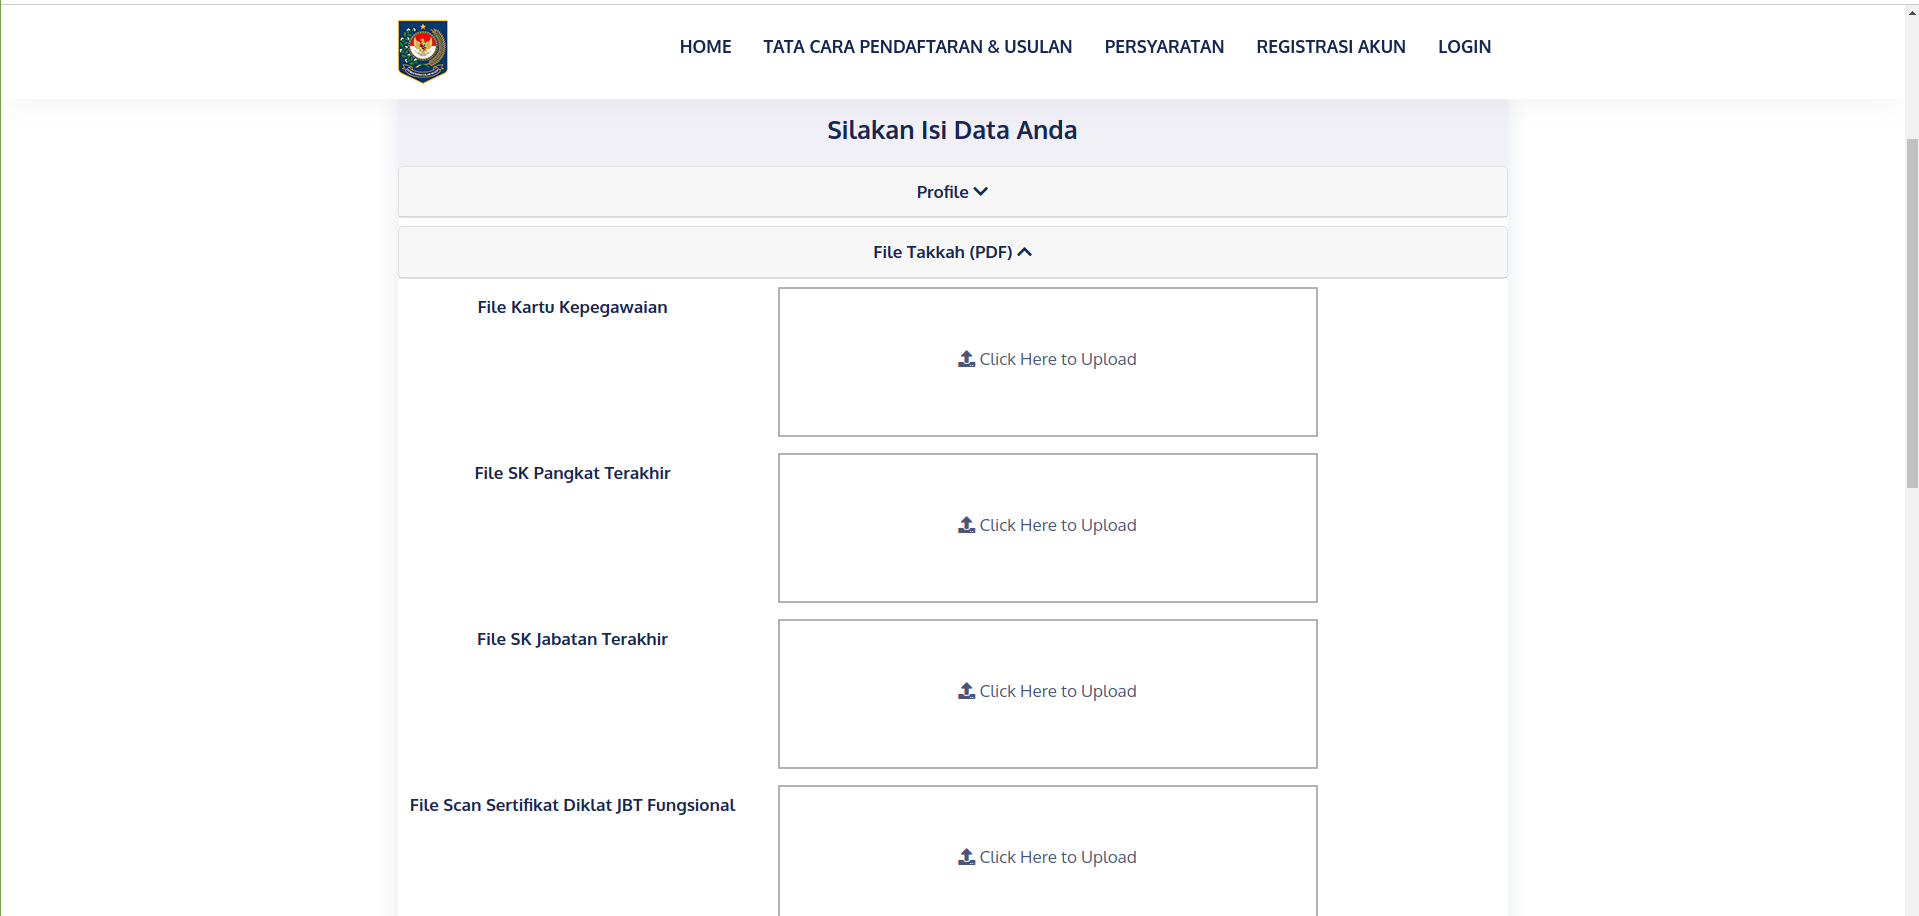 HOME TATA CARA PENDAFTARAN & USULAN PERSYARATAN REGISTRASI AKUN LOGIN
Silakan Isi Data Anda
Profile
File Takkah (PDF)
File Kartu Kepegawaian
Click Here to Upload
File SK Pangkat Terakhir
Click Here to Upload
File SK Jabatan Terakhir
Click Here to Upload
File Scan Sertifikat Diklat JBT Fungsional
Click Here to Upload